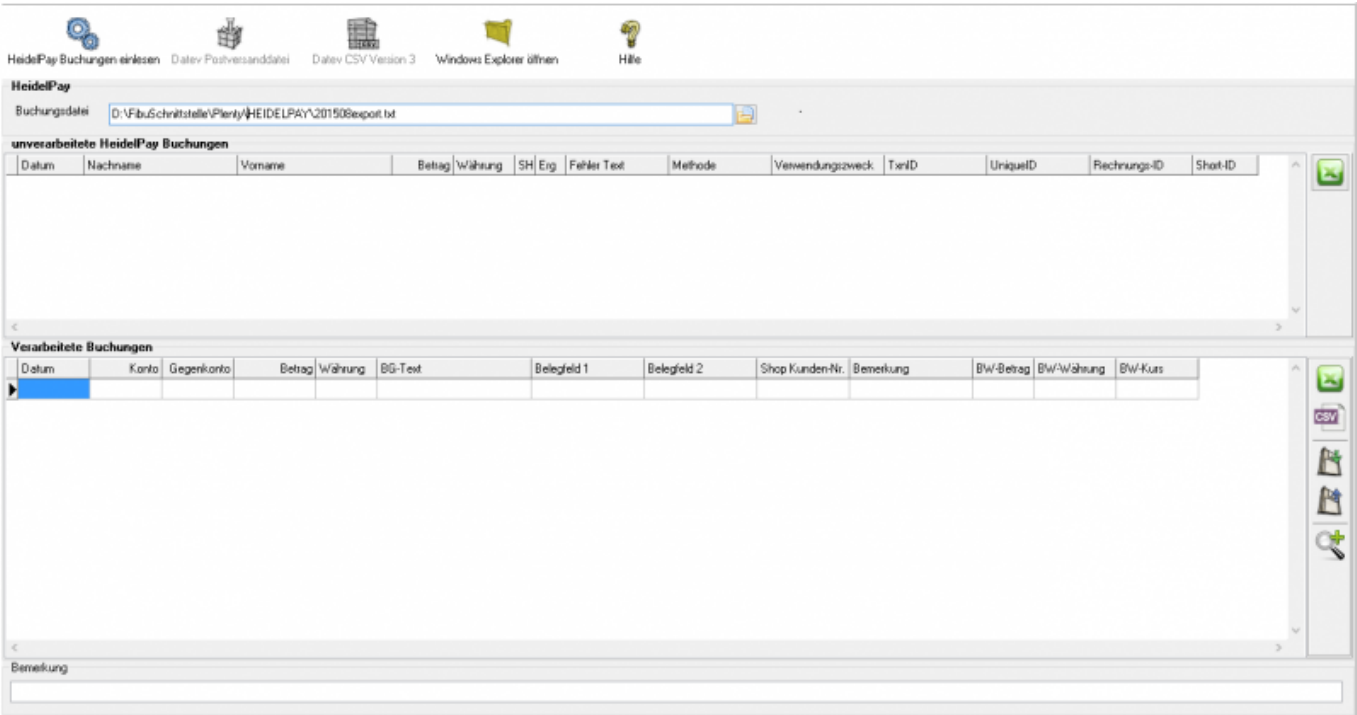 HeidelPay Buchungen einlesen Datev Postversanddatei Datev CSV Version 3 Windows Explorer öffnen Hilfe
HeidelPay
Buchungsdatei D:\FibuSchnittstelle\Plenty\HEIDELPAY\201508export.txt
unverarbeitete HeidelPay Buchungen
Datum Nachname Vorname Betrag Währung SH Erg Fehler Text Methode Verwendungszweck TxnID UniqueID Rechnungs-ID Short-ID
Verarbeitete Buchungen
Datum Konto Gegenkonto Betrag Währung BG-Text Belegfeld 1 Belegfeld 2 Shop Kunden-Nr. Bemerkung BW-Betrag BW-Währung BW-Kurs
CSV
Bemerkung